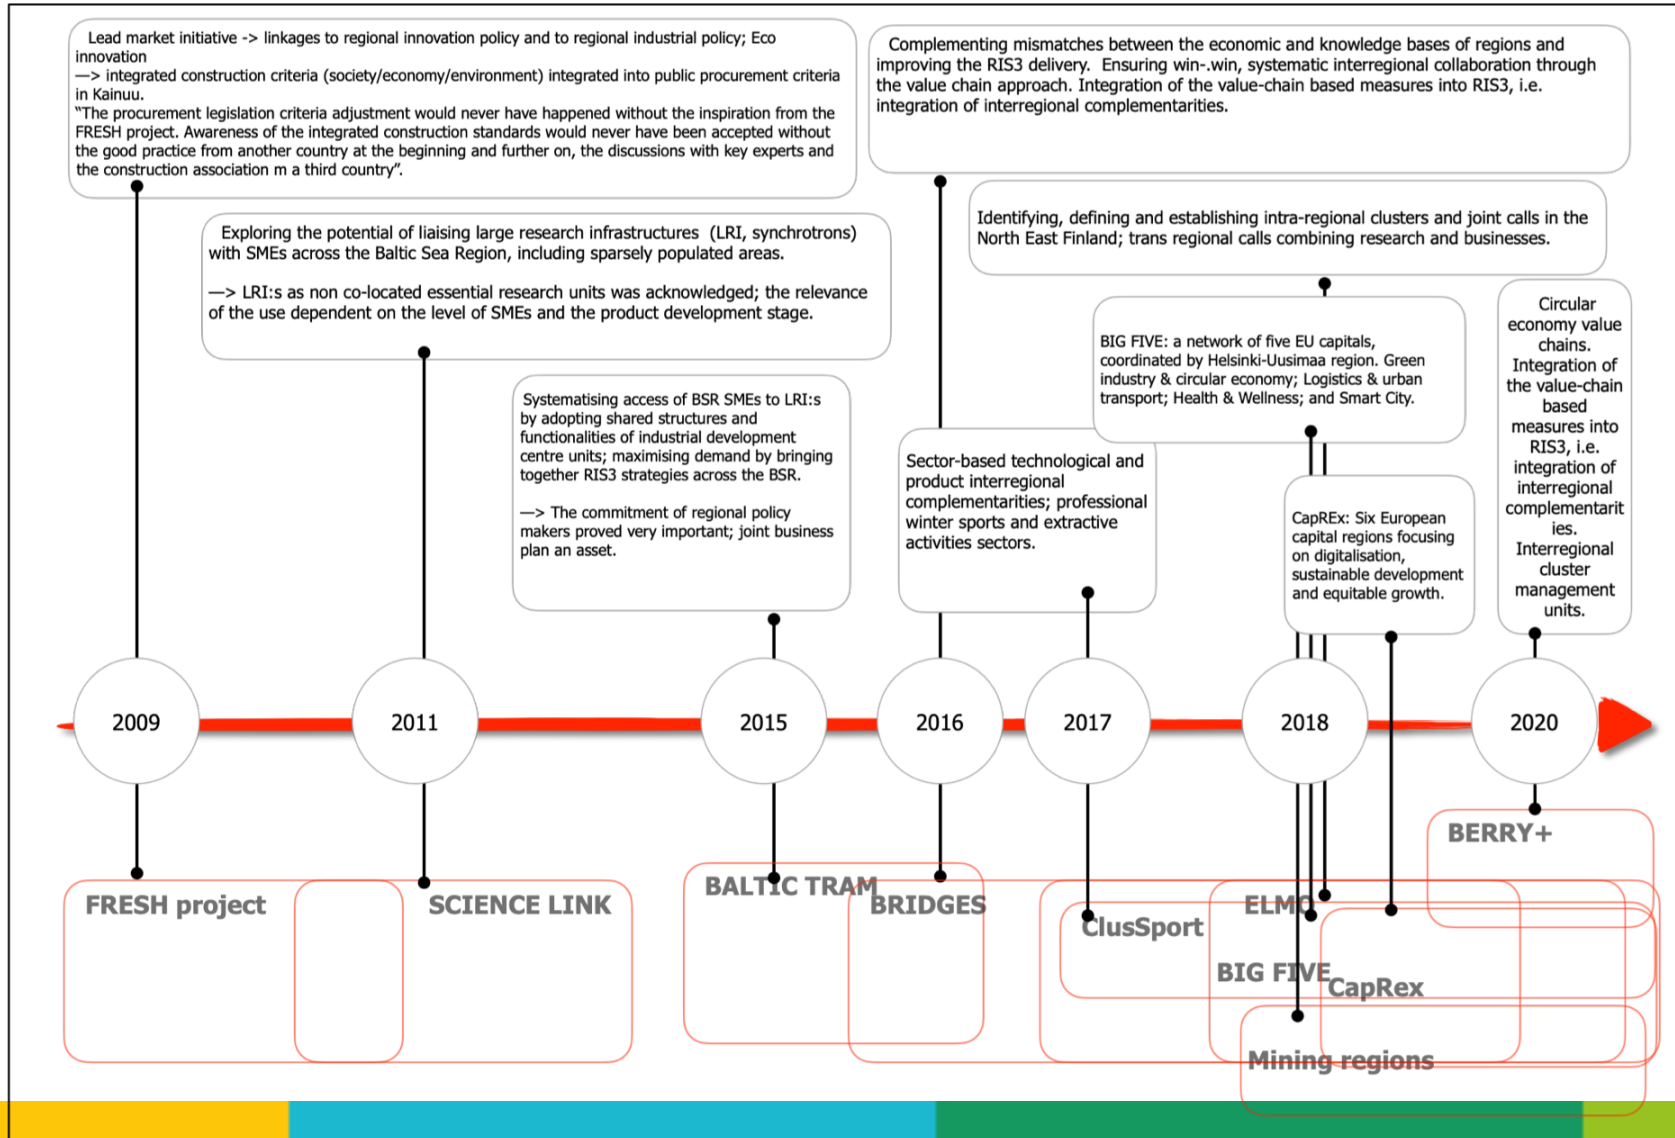 Lead market initiative -> linkages to regional innovation policy and to regional industrial policy; Eco
innovation
—> integrated construction criteria (society/economy/environment) integrated into public procurement criteria
in Kainuu.
“The procurement legislation criteria adjustment would never have happened without the inspiration from the
FRESH project. Awareness of the integrated construction standards would never have been accepted without
the good practice from another country at the beginning and further on, the discussions with key experts and
the construction association m a third country”.
Complementing mismatches between the economic and knowledge bases of regions and
improving the RIS3 delivery.  Ensuring win-.win, systematic interregional collaboration through
the value chain approach. Integration of the value-chain based measures into RIS3, i.e.
integration of interregional complementarities.
Exploring the potential of liaising large research infrastructures  (LRI, synchrotrons)
with SMEs across the Baltic Sea Region, including sparsely populated areas.
—> LRI:s as non co-located essential research units was acknowledged; the relevance
of the use dependent on the level of SMEs and the product development stage.
Identifying, defining and establishing intra-regional clusters and joint calls in the
North East Finland; trans regional calls combining research and businesses.
Systematising access of BSR SMEs to LRI:s
by adopting shared structures and
functionalities of industrial development
centre units; maximising demand by bringing
together RIS3 strategies across the BSR.
—> The commitment of regional policy
makers proved very important; joint business
plan an asset.
Sector-based technological and
product interregional
complementarities; professional
winter sports and extractive
activities sectors.
BIG FIVE: a network of five EU capitals,
coordinated by Helsinki-Uusimaa region. Green
industry & circular economy; Logistics & urban
transport; Health & Wellness; and Smart City.
CapREx: Six European
capital regions focusing
on digitalisation,
sustainable development
and equitable growth.
Circular
economy value
chains.
Integration of
the value-chain
based
measures into
RIS3, i.e.
integration of
interregional
complementarit
ies.
Interregional
cluster
management
units.
2009
2011
2015
2016
2017
2018
2020
FRESH project
SCIENCE LINK
BALTIC TRAM
BRIDGES
ClusSport
ELMO
BIG FIVE
CapRex
Mining regions
BERRY+